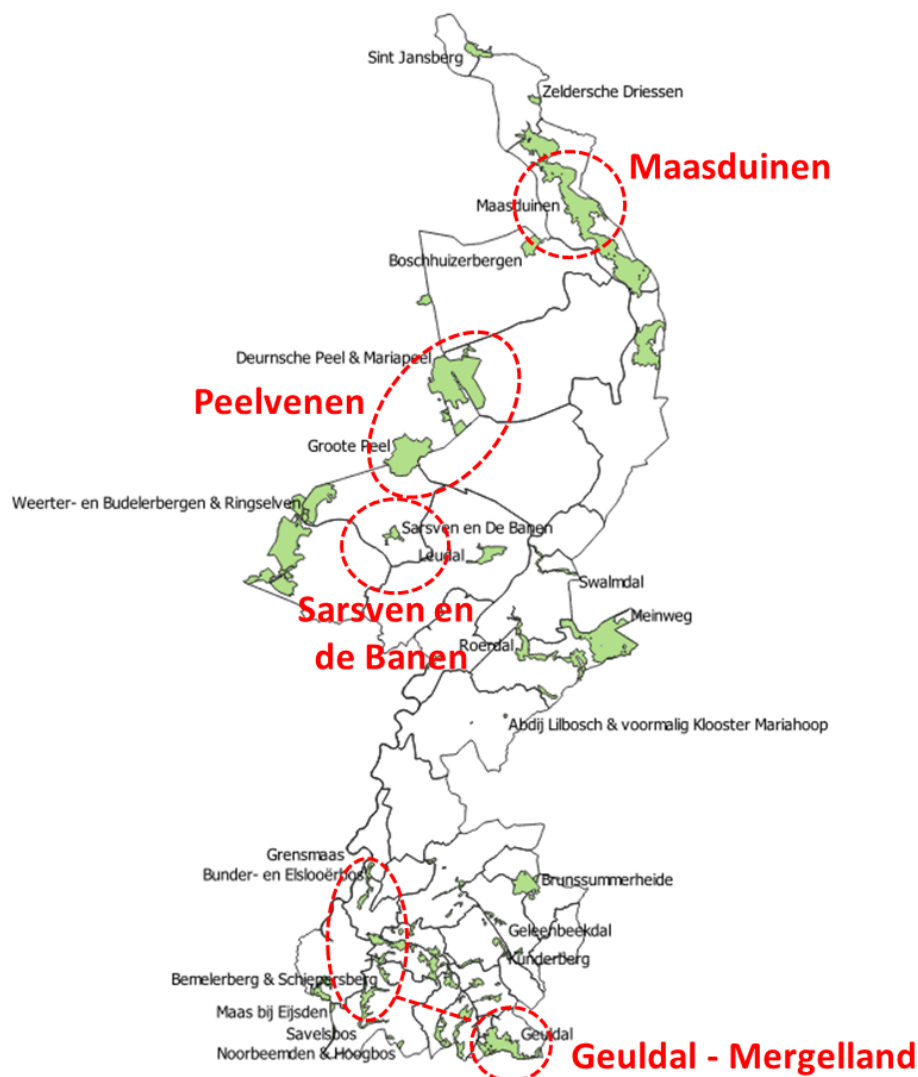 Sint Jansberg
Zeldersche Driessen
Maasduinen
Maasduinen
Boschhuizerbergen
Deurnsche Peel & Mariapeel
Peelvenen
Groote Peel
Weerter- en Budelerbergen & Ringselven
Sarsven en De Banen
Leudal
Swalmdal
Sarsven en
de Banen
Meinweg
Roerdal
Abdij Lilbosch & voormalig Klooster Mariahoop
Grensmaas
Bunder- en Elslooërbos
Brunssummerheide
Geleenbeekdal
Kunderberg
Bemelerberg & Schiepersberg
Maas bij Eijsden
Savelsbos
Geuldal
Noorbeemden & Hoogbos
Geuldal - Mergelland